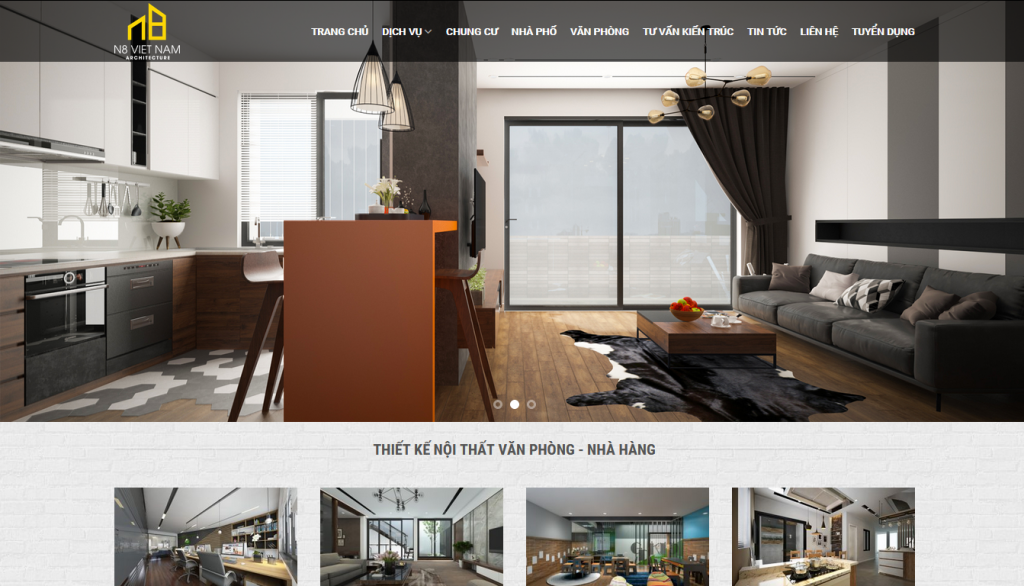 N8 VIET NAM
ARCHITECTURE
TRANG CHỦ DỊCH VỤ CHUNG CƯ NHÀ PHỐ VĂN PHÒNG TƯ VẤN KIẾN TRÚC TIN TỨC LIÊN HỆ TUYỂN DỤNG
THIẾT KẾ NỘI THẤT VĂN PHÒNG - NHÀ HÀNG